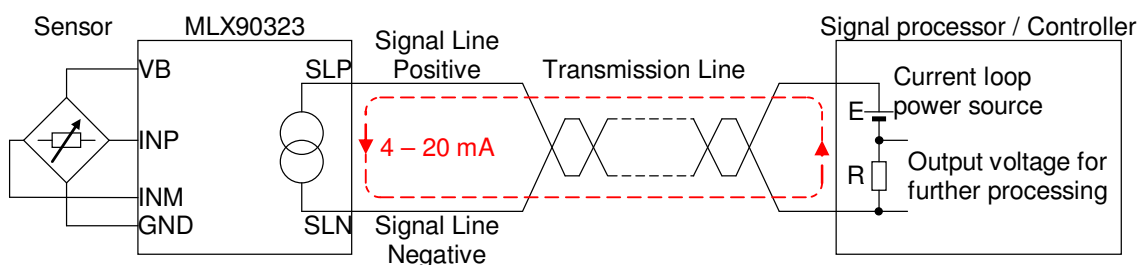 Sensor
MLX90323
VB
INP
INM
GND
SLP
SLN
Signal Line
Positive
4 – 20 mA
Signal Line
Negative
Transmission Line
Signal processor / Controller
Current loop
power source
E
R
Output voltage for
further processing